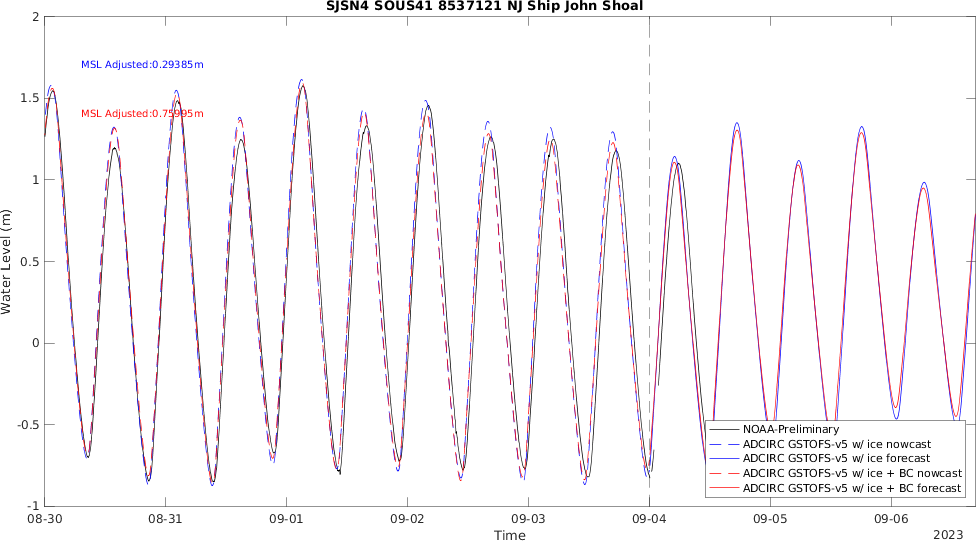 SJSN4 SOUS41 8537121 NJ Ship John Shoal
MSL Adjusted:0.29385m
MSL Adjusted:0.75995m
Water Level (m)
2
1.5
1
0.5
0
-0.5
-1
08-30
08-31
09-01
09-02
09-03
09-04
09-05
09-06
Time
2023
NOAA-Preliminary
ADCIRC GSTOFS-v5 w/ ice nowcast
ADCIRC GSTOFS-v5 w/ ice forecast
ADCIRC GSTOFS-v5 w/ ice + BC nowcast
ADCIRC GSTOFS-v5 w/ ice + BC forecast